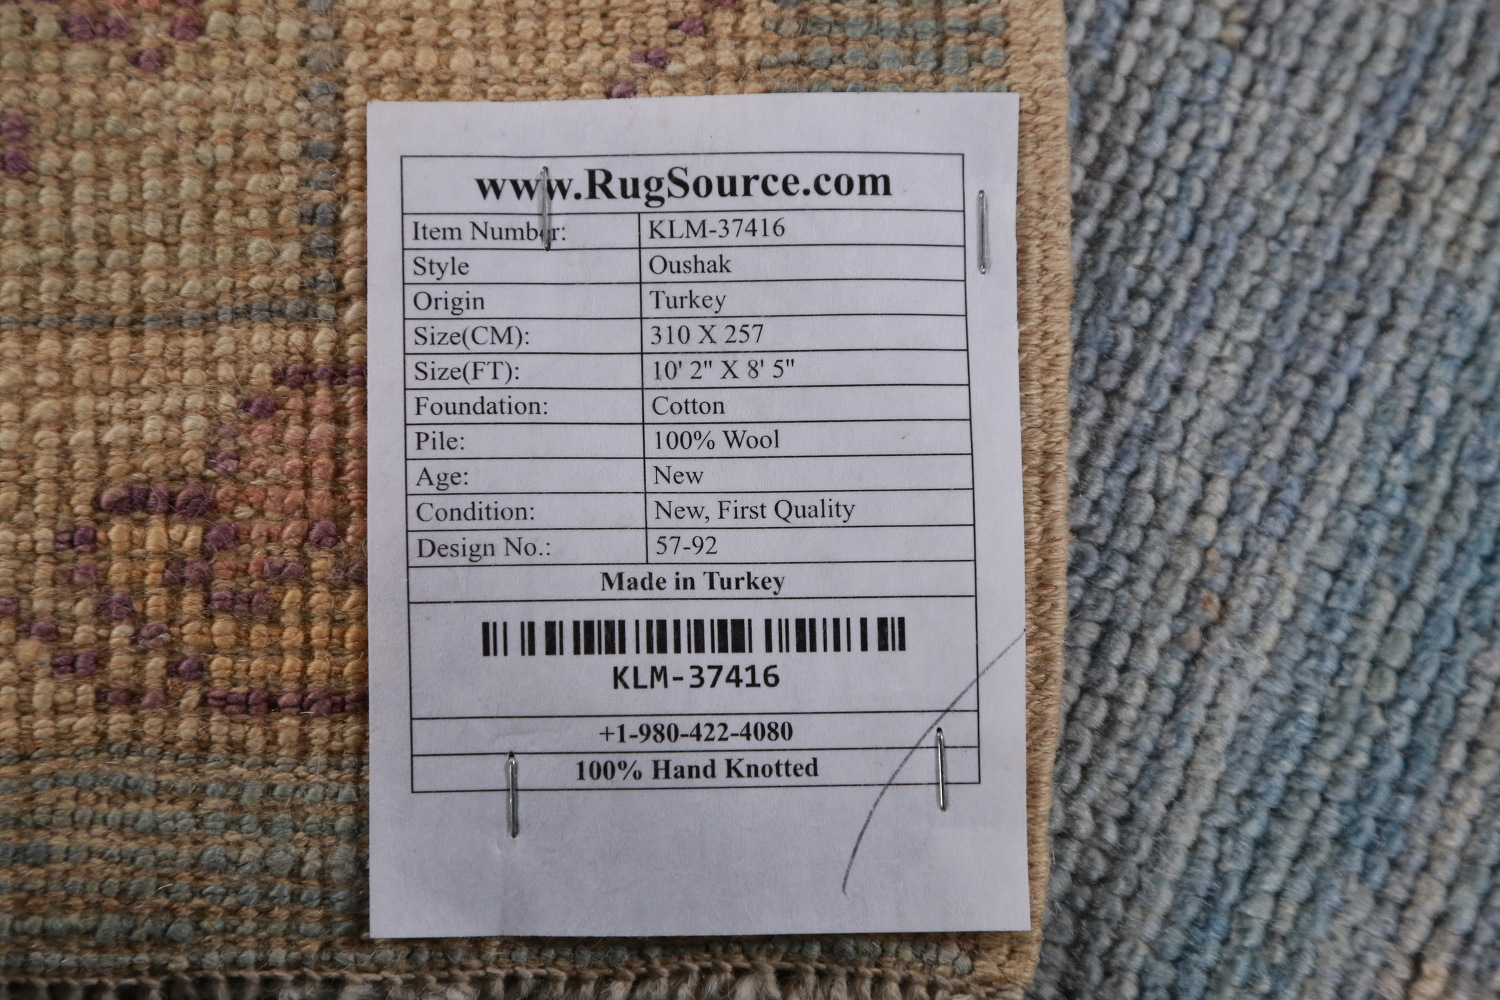 www.RugSource.com
Item Number: KLM-37416
Style Oushak
Origin Turkey
Size(CM): 310 X 257
Size(FT): 10' 2" X 8' 5"
Foundation: Cotton
Pile: 100% Wool
Age: New
Condition: New, First Quality
Design No.: 57-92
Made in Turkey
KLM-37416
+1-980-422-4080
100% Hand Knotted